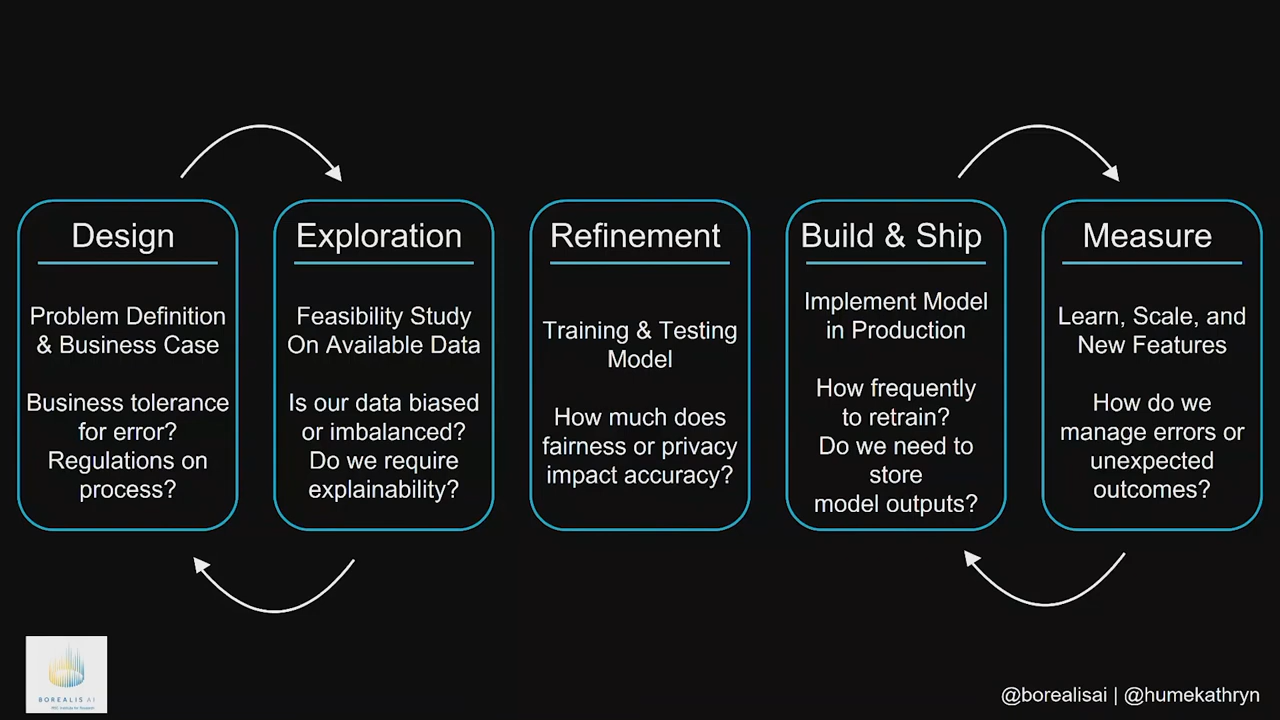 Design
Problem Definition
& Business Case
Business tolerance
for error?
Regulations on
process?
Exploration
Feasibility Study
On Available Data
Is our data biased
or imbalanced?
Do we require
explainability?
Refinement
Training & Testing
Model
How much does
fairness or privacy
impact accuracy?
Build & Ship
Implement Model
in Production
How frequently
to retrain?
Do we need to
store
model outputs?
Measure
Learn, Scale, and
New Features
How do we
manage errors or
unexpected
outcomes?
BOREALIS AI
@borealisai | @humekathryn